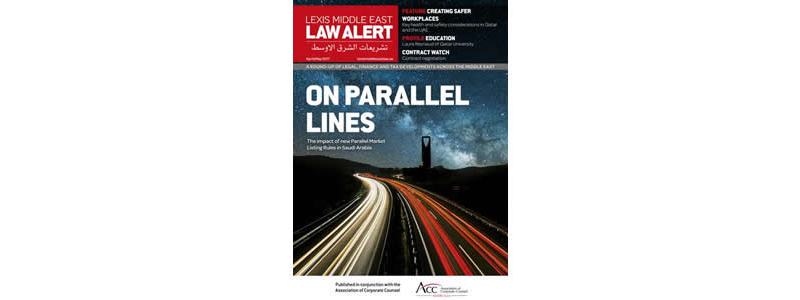 LEXIS MIDDLE EAST
LAW ALERT
تشريعات الشرق الاوسط
FEATURE CREATING SAFER
WORKPLACES
Key health and safety considerations in Qatar
and the UAE
PROFILE EDUCATION
of Qatar University
CONTRACT WATCH
Contract negotiation
A ROUND-UP OF LEGAL, FINANCE AND TAX DEVELOPMENTS ACROSS THE MIDDLE EAST
ON PARALLEL
LINES
The impact of new Parallel Market
Listing Rules in Saudi Arabia
Published in conjunction with the
Association of Corporate Counsel
ACC
Association of
Corporate Counsel